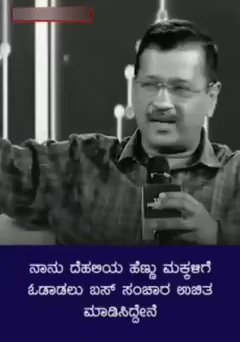 ನಾನು ದೆಹಲಿಯ ಹೆಣ್ಣು ಮಕ್ಕಳಿಗೆ
ಓಡಾಡಲು ಬಸ್ ಸಂಚಾರ ಉಚಿತ
ಮಾಡಿಸಿದ್ದೇನೆ